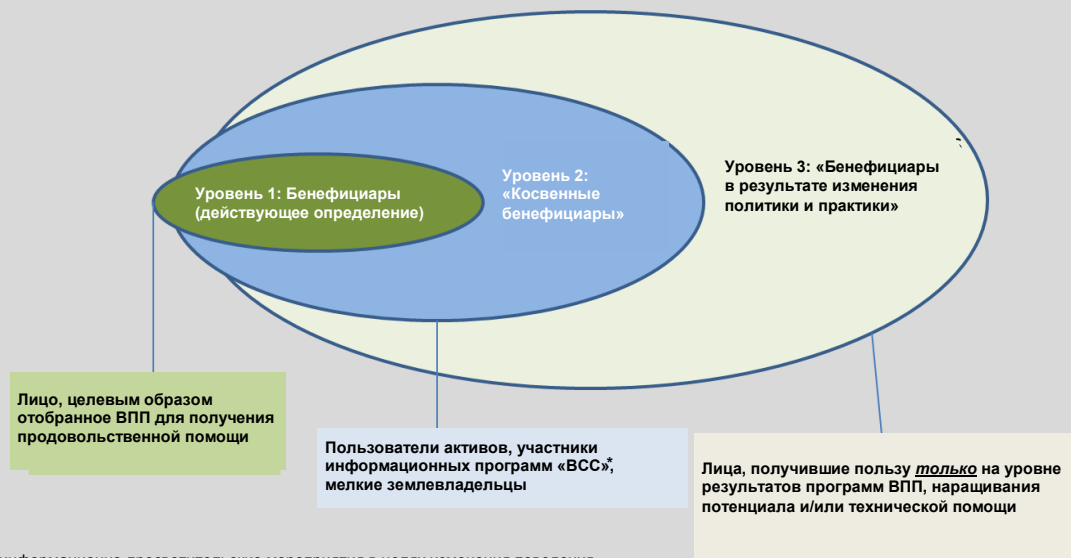 Уровень 1: Бенефициары
(действующее определение)
Уровень 2:
«Косвенные
бенефициары»
Уровень 3: «Бенефициары
в результате изменения
политики и практики»
Лицо, целевым образом
отобранное ВПП для получения
продовольственной помощи
Пользователи активов, участники
информационных программ «ВСС»*,
мелкие землевладельцы
Лица, получившие пользу только на уровне
результатов программ ВПП, наращивания
потенциала и/или технической помощи